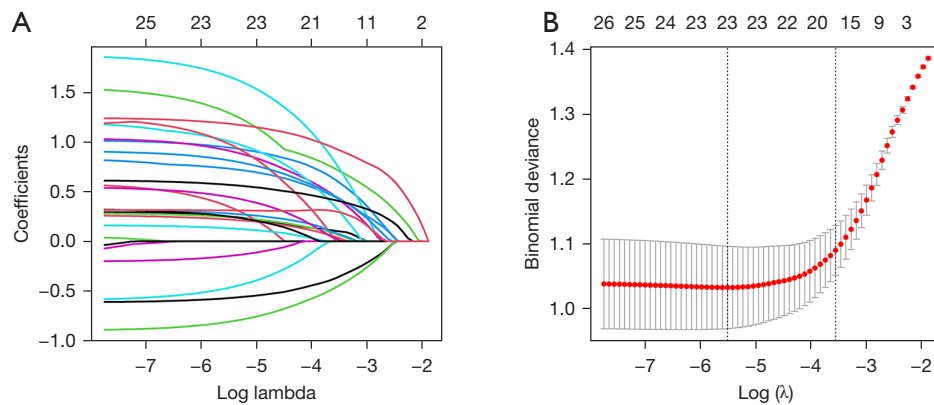 A
25 23 23 21 11 2
Coefficients
1.5
1.0
0.5
0.0
−0.5
−1.0
−7 −6 −5 −4 −3 −2
Log lambda
B
26 25 24 23 23 23 22 20 15 9 3
Binomial deviance
1.4
1.3
1.2
1.1
1.0
−7 −6 −5 −4 −3 −2
Log (λ)